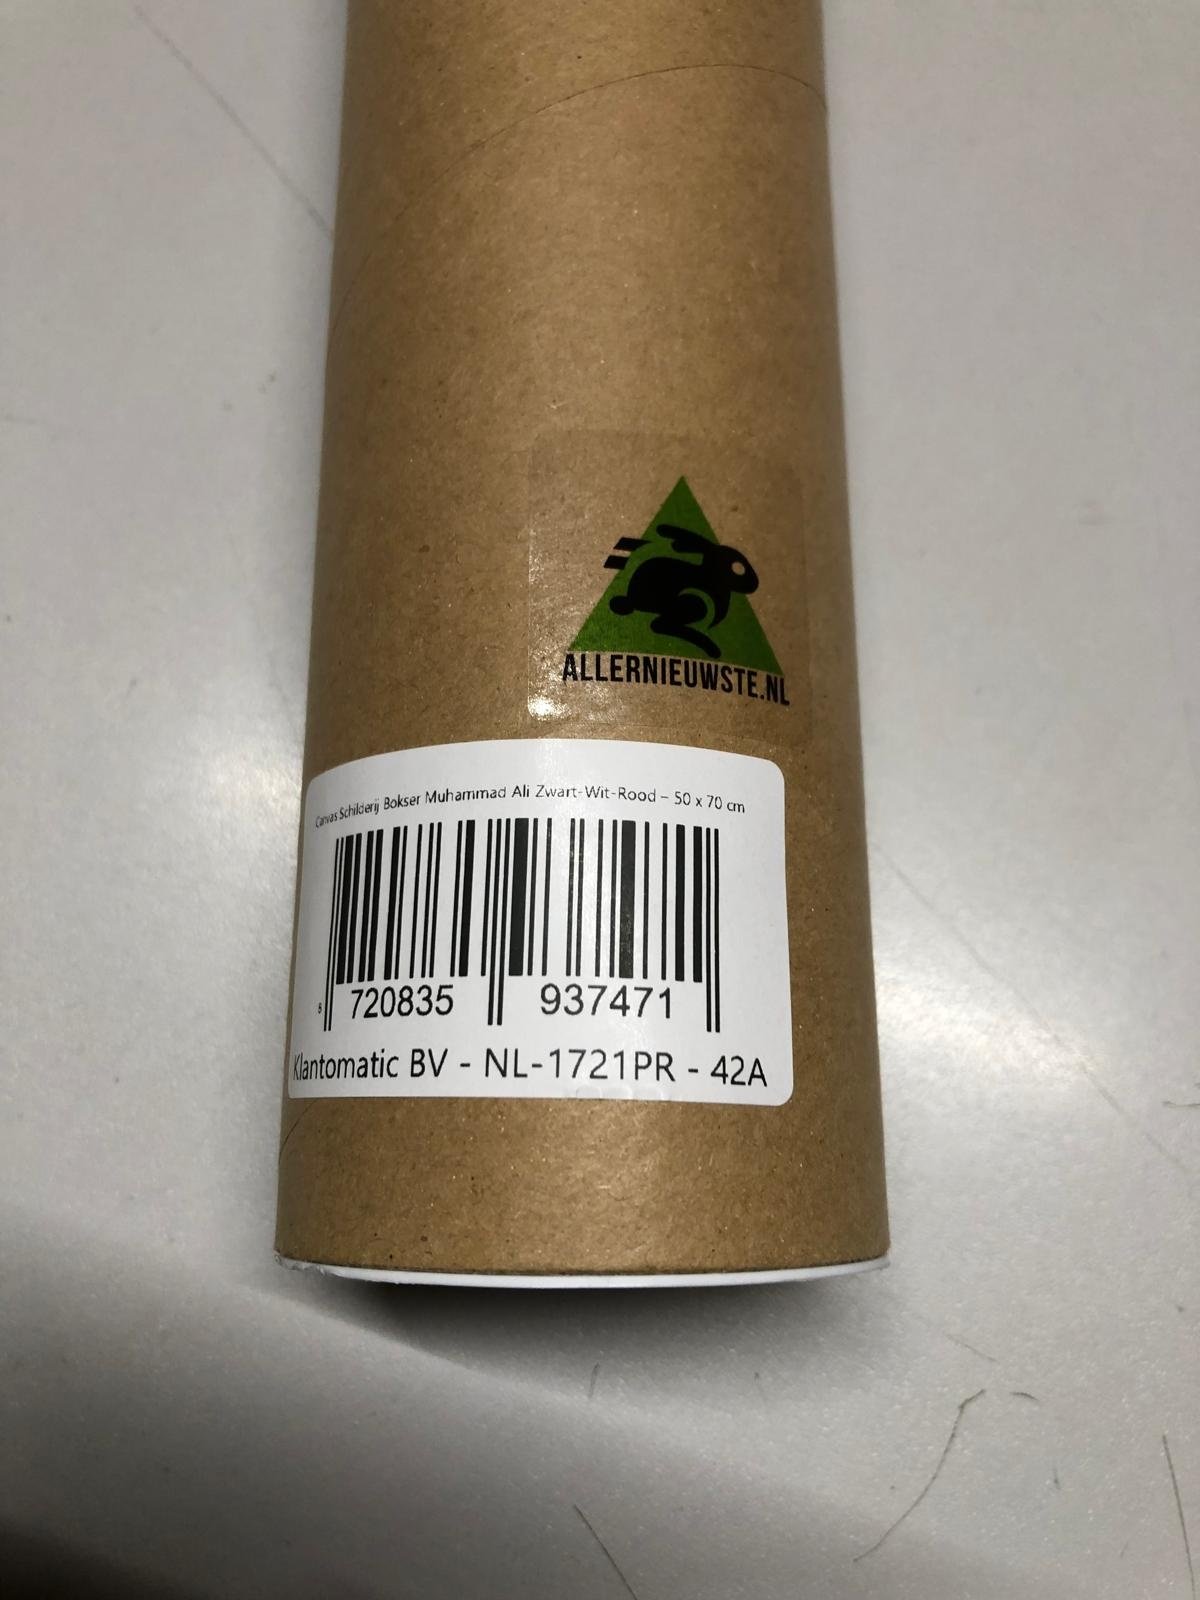 ALLERNIEUWSTE.NL
Canvas Schilderij Bokser Muhammad Ali Zwart-Wit-Rood – 50 x 70 cm
8 720835 937471
Klantomatic BV - NL-1721PR - 42A